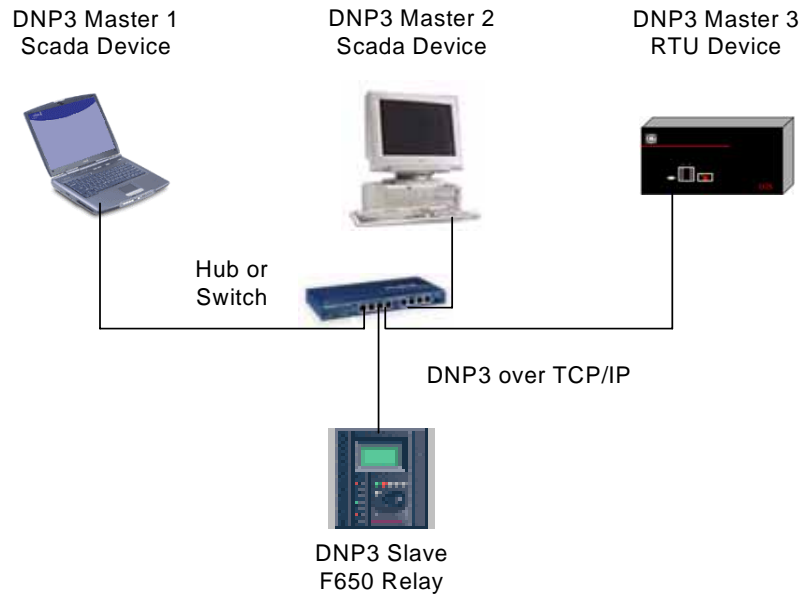 DNP3 Master 1
Scada Device
DNP3 Master 2
Scada Device
DNP3 Master 3
RTU Device
Hub or
Switch
DNP3 over TCP/IP
DNP3 Slave
F650 Relay